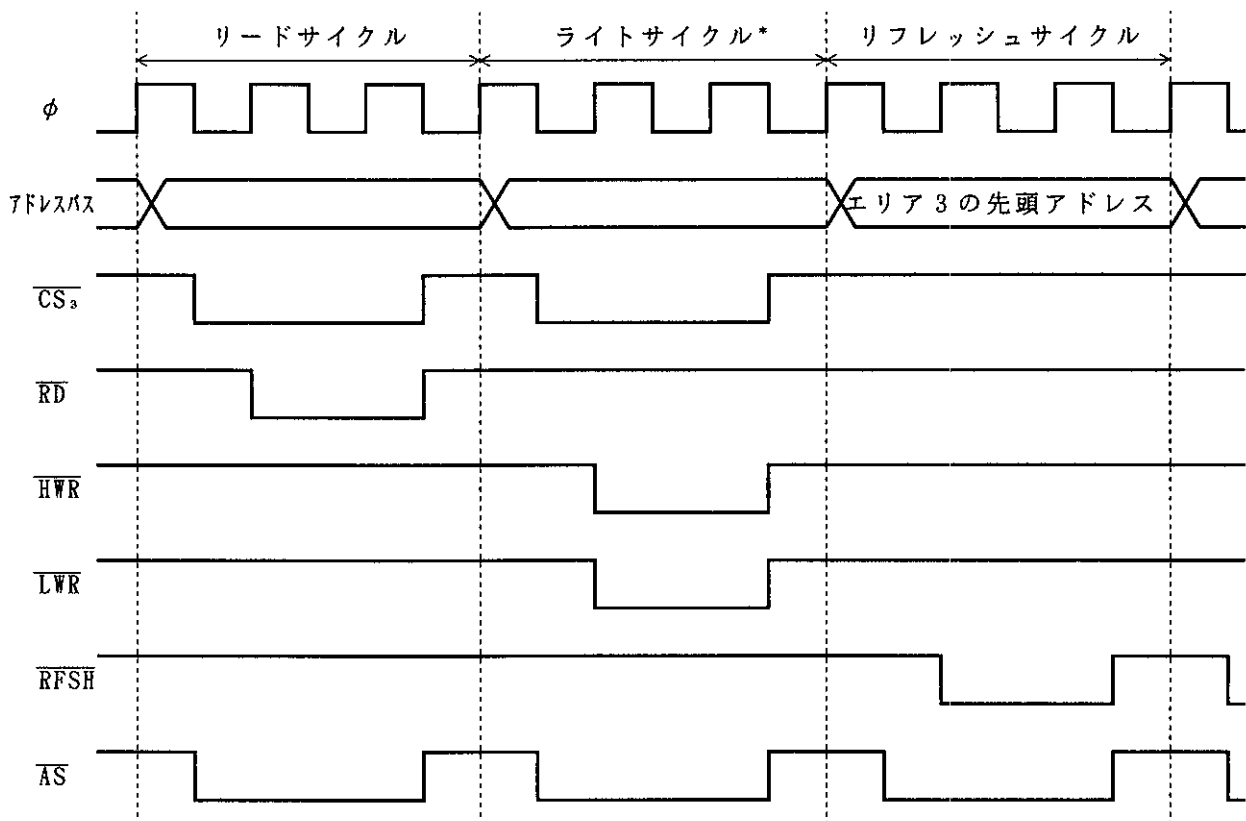 リードサイクル ライトサイクル* リフレッシュサイクル
φ
アドレスバス エリア3の先頭アドレス
CS₃
RD
HWR
LWR
RFSH
AS